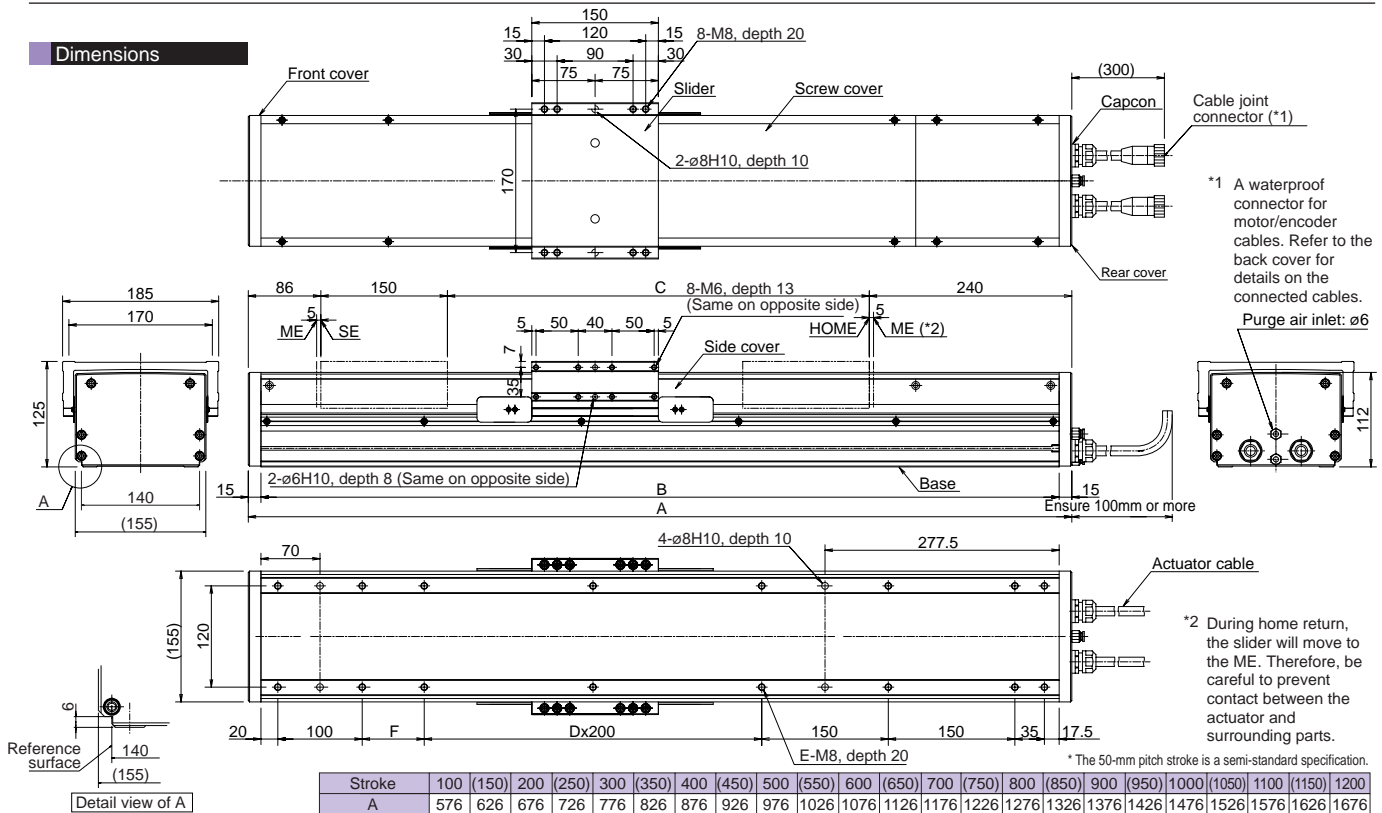 Dimensions
150
15 120 15
30 90 30
75 75
8-M8, depth 20
Front cover
Slider
Screw cover
(300)
Capcon
Cable joint
connector (*1)
170
2-ø8H10, depth 10
Rear cover
*1 A waterproof
connector for
motor/encoder
cables. Refer to the
back cover for
details on the
connected cables.
Purge air inlet: ø6
185
170
125
A
140
(155)
86 150 C 240
8-M6, depth 13
(Same on opposite side)
5
ME SE
5 50 40 50 5
HOME
5
ME (*2)
7
35
Side cover
2-ø6H10, depth 8 (Same on opposite side)
Base
15 B 15
A
Ensure 100mm or more
112
4-ø8H10, depth 10
277.5
70
Actuator cable
(155)
120
*2 During home return,
the slider will move to
the ME. Therefore, be
careful to prevent
contact between the
actuator and
surrounding parts.
20 100 F Dx200 150 150 35 17.5
E-M8, depth 20
6
Reference
surface
140
(155)
Detail view of A
* The 50-mm pitch stroke is a semi-standard specification.
Stroke 100 (150) 200 (250) 300 (350) 400 (450) 500 (550) 600 (650) 700 (750) 800 (850) 900 (950) 1000 (1050) 1100 (1150) 1200
A 576 626 676 726 776 826 876 926 976 1026 1076 1126 1176 1226 1276 1326 1376 1426 1476 1526 1576 1626 1676